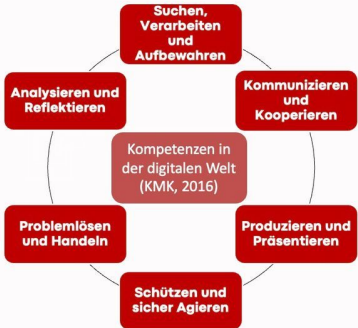 Suchen,
Verarbeiten
und
Aufbewahren
Kommunizieren
und
Kooperieren
Produzieren und
Präsentieren
Schützen und
sicher Agieren
Problemlösen
und Handeln
Analysieren und
Reflektieren
Kompetenzen in
der digitalen Welt
(KMK, 2016)